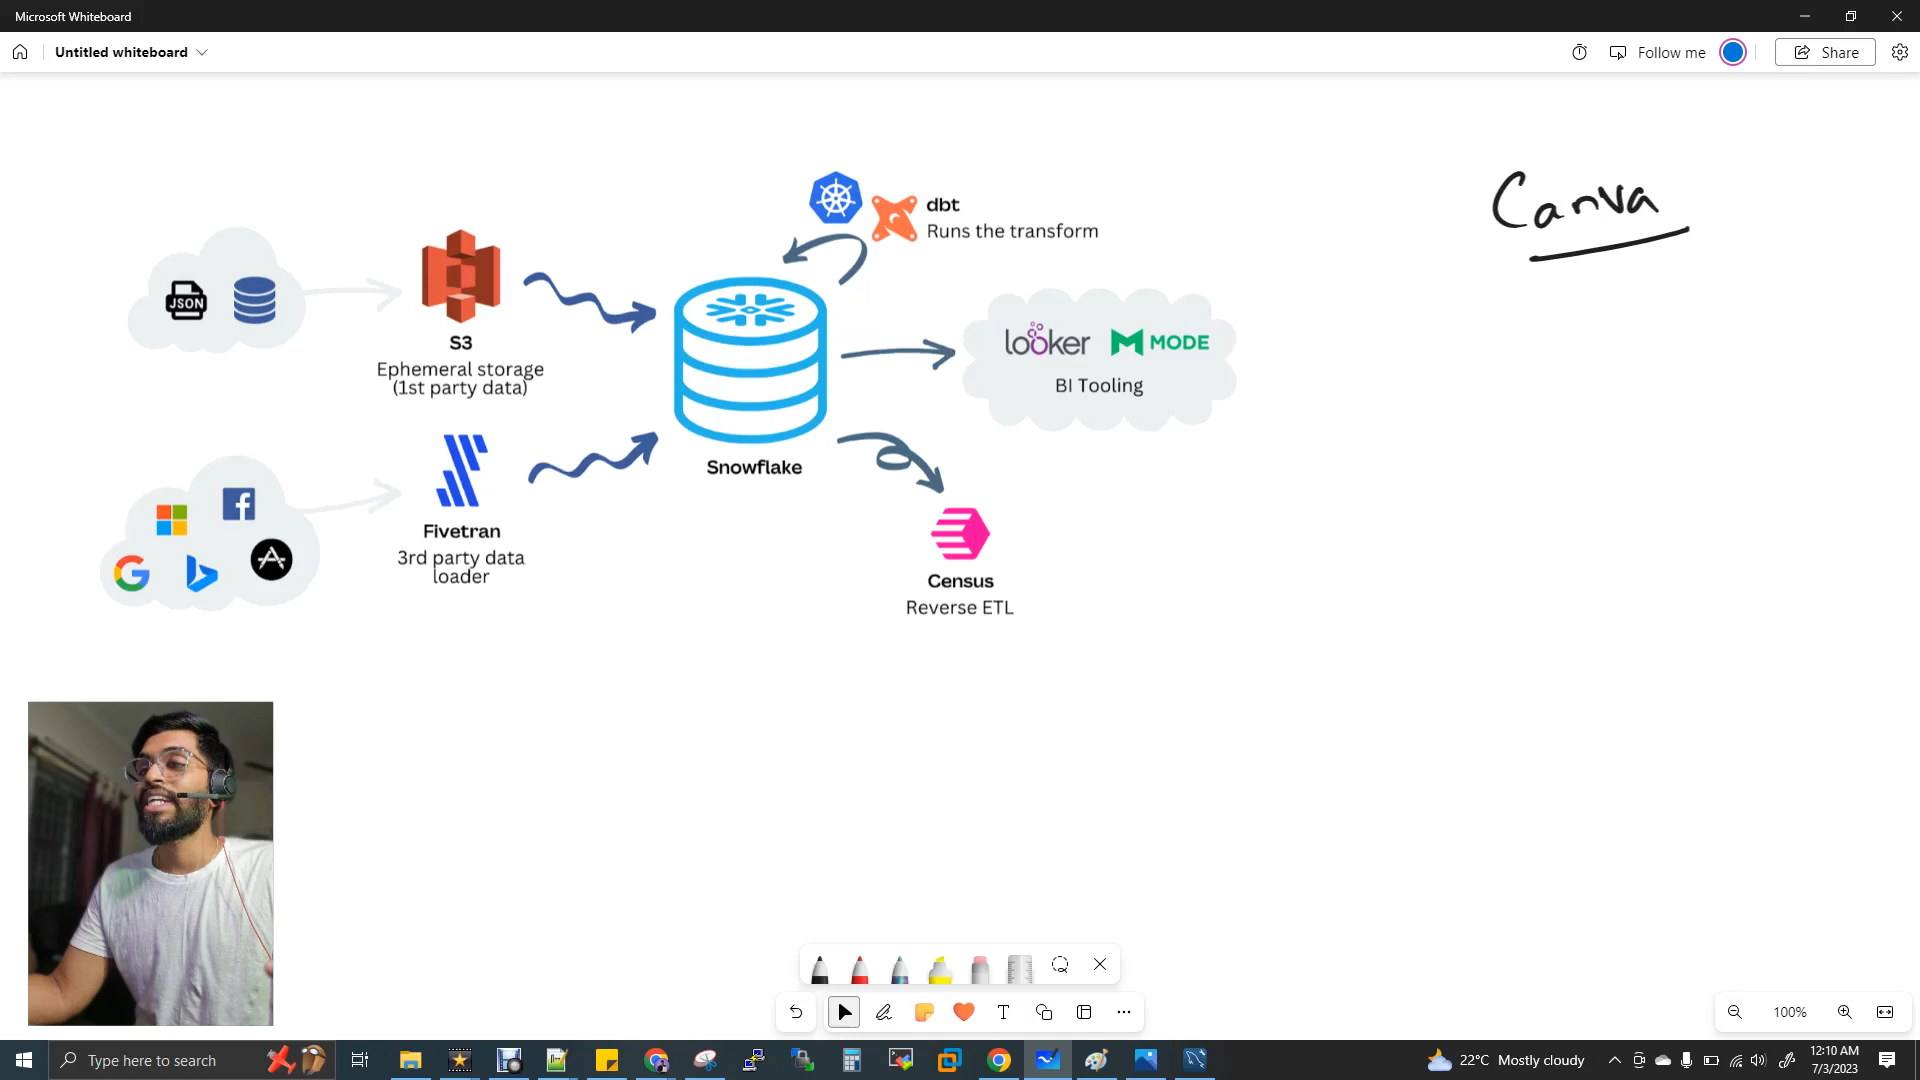 Microsoft Whiteboard
Untitled whiteboard
Follow me
Share
Canva
dbt
Runs the transform
JSON
S3
Ephemeral storage
(1st party data)
looker
MODE
BI Tooling
Snowflake
Fivetran
3rd party data
loader
Census
Reverse ETL
100%
Type here to search
22°C Mostly cloudy
12:10 AM
7/3/2023